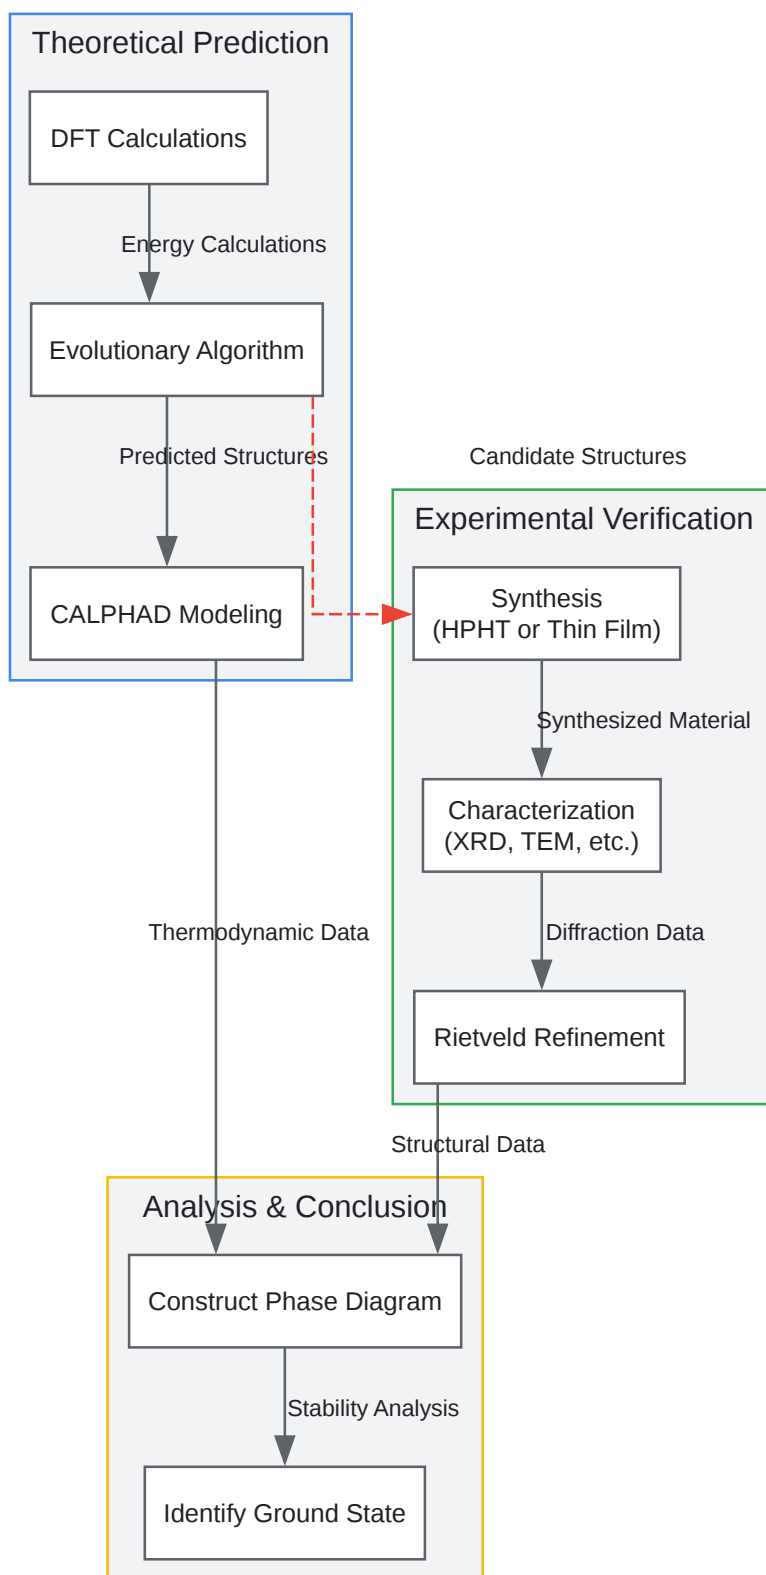 Theoretical Prediction
DFT Calculations
Energy Calculations
Evolutionary Algorithm
Predicted Structures
Candidate Structures
CALPHAD Modeling
Experimental Verification
Synthesis
(HPHT or Thin Film)
Synthesized Material
Characterization
(XRD, TEM, etc.)
Thermodynamic Data
Diffraction Data
Rietveld Refinement
Structural Data
Analysis & Conclusion
Construct Phase Diagram
Stability Analysis
Identify Ground State